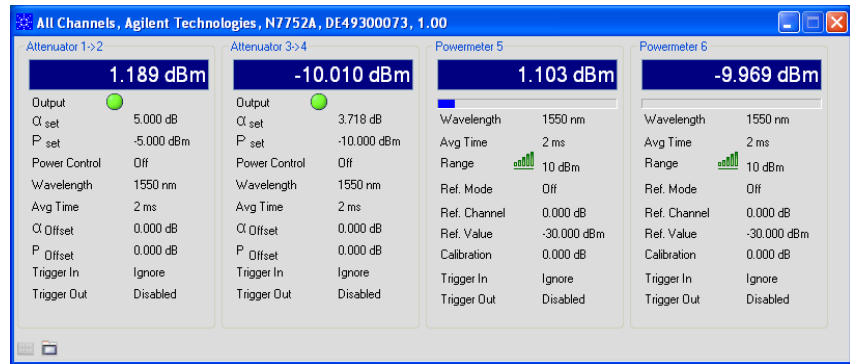 All Channels, Agilent Technologies, N7752A, DE49300073, 1.00
Attenuator 1->2
1.189 dBm
Output
α set 5.000 dB
P set -5.000 dBm
Power Control Off
Wavelength 1550 nm
Avg Time 2 ms
α Offset 0.000 dB
P Offset 0.000 dB
Trigger In Ignore
Trigger Out Disabled
Attenuator 3->4
-10.010 dBm
Output
α set 3.718 dB
P set -10.000 dBm
Power Control Off
Wavelength 1550 nm
Avg Time 2 ms
α Offset 0.000 dB
P Offset 0.000 dB
Trigger In Ignore
Trigger Out Disabled
Powermeter 5
1.103 dBm
Wavelength 1550 nm
Avg Time 2 ms
Range 10 dBm
Ref. Mode Off
Ref. Channel 0.000 dB
Ref. Value -30.000 dBm
Calibration 0.000 dB
Trigger In Ignore
Trigger Out Disabled
Powermeter 6
-9.969 dBm
Wavelength 1550 nm
Avg Time 2 ms
Range 10 dBm
Ref. Mode Off
Ref. Channel 0.000 dB
Ref. Value -30.000 dBm
Calibration 0.000 dB
Trigger In Ignore
Trigger Out Disabled